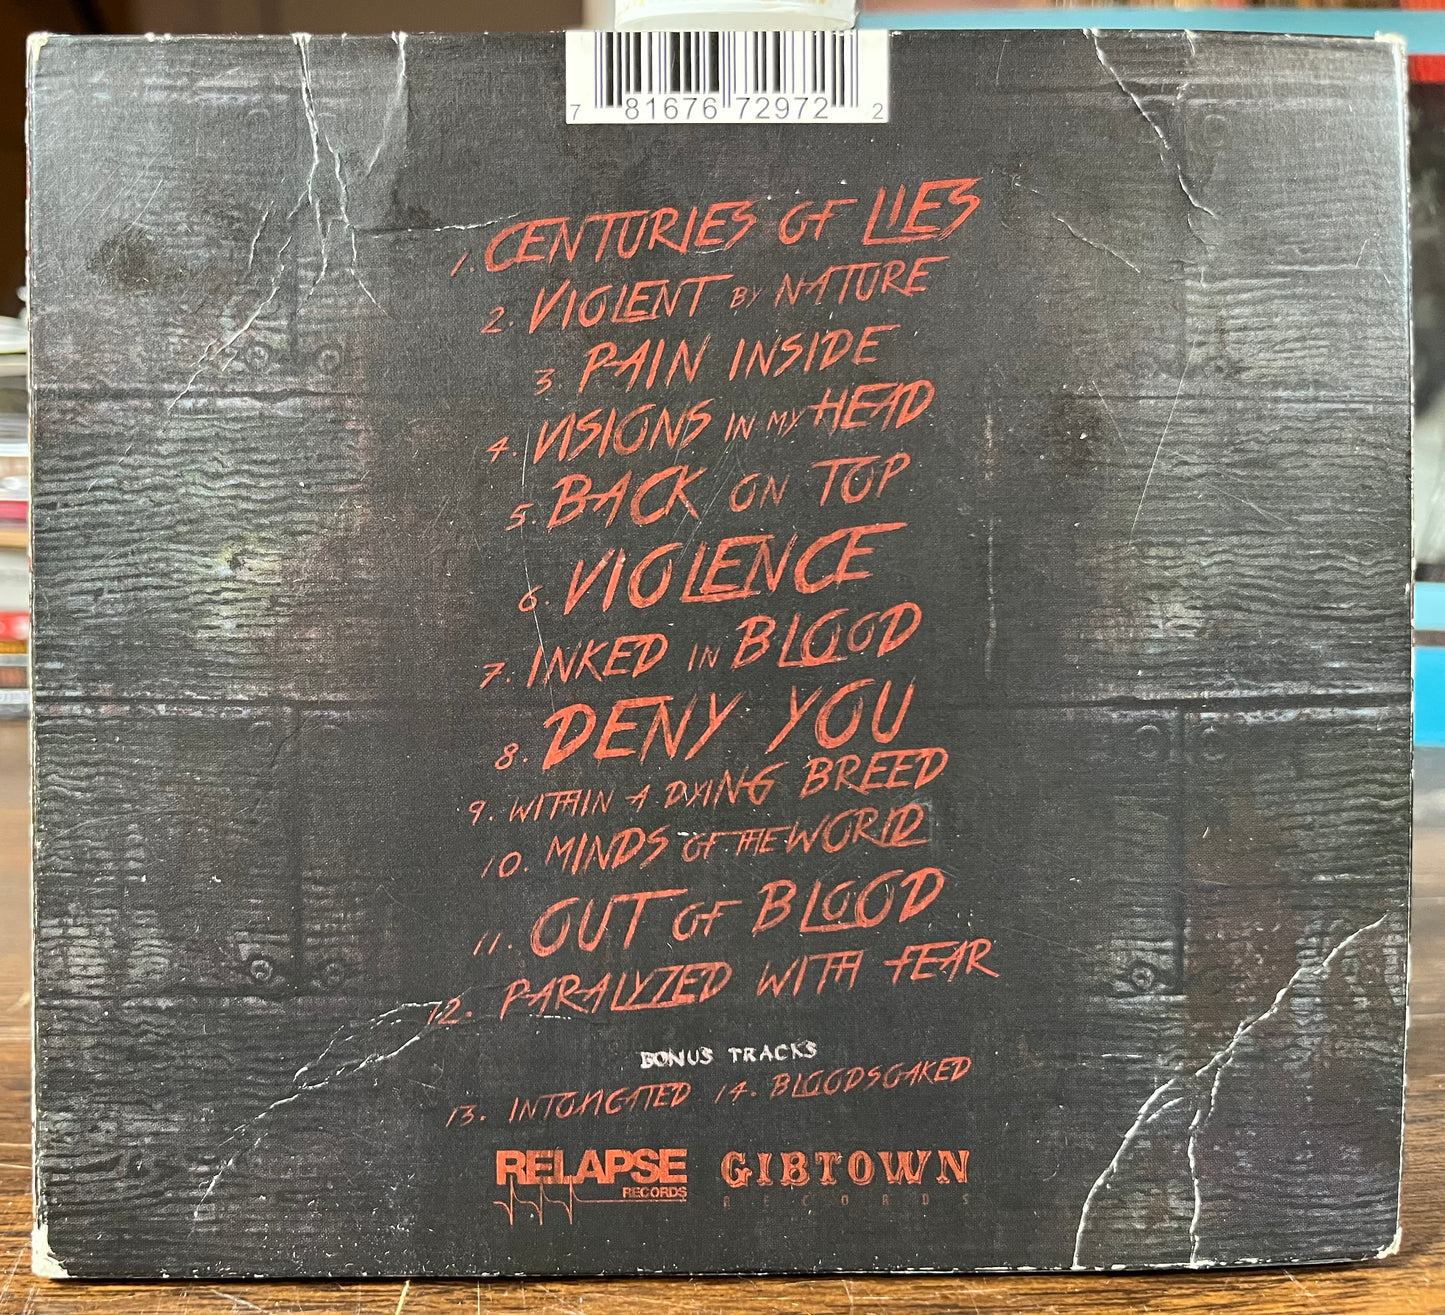 7 81676 72972 2
1. CENTURIES OF LIES
2. VIOLENT BY NATURE
3. PAIN INSIDE
4. VISIONS IN MY HEAD
5. BACK ON TOP
6. VIOLENCE
7. INKED IN BLOOD
8. DENY YOU
9. WITHIN A DYING BREED
10. MINDS OF THE WORLD
11. OUT OF BLOOD
12. PARALYZED WITH FEAR
BONUS TRACKS
13. INTOXICATED 14. BLOODSOAKED
RELAPSE GIBTOWN
RECORDS RECORDS